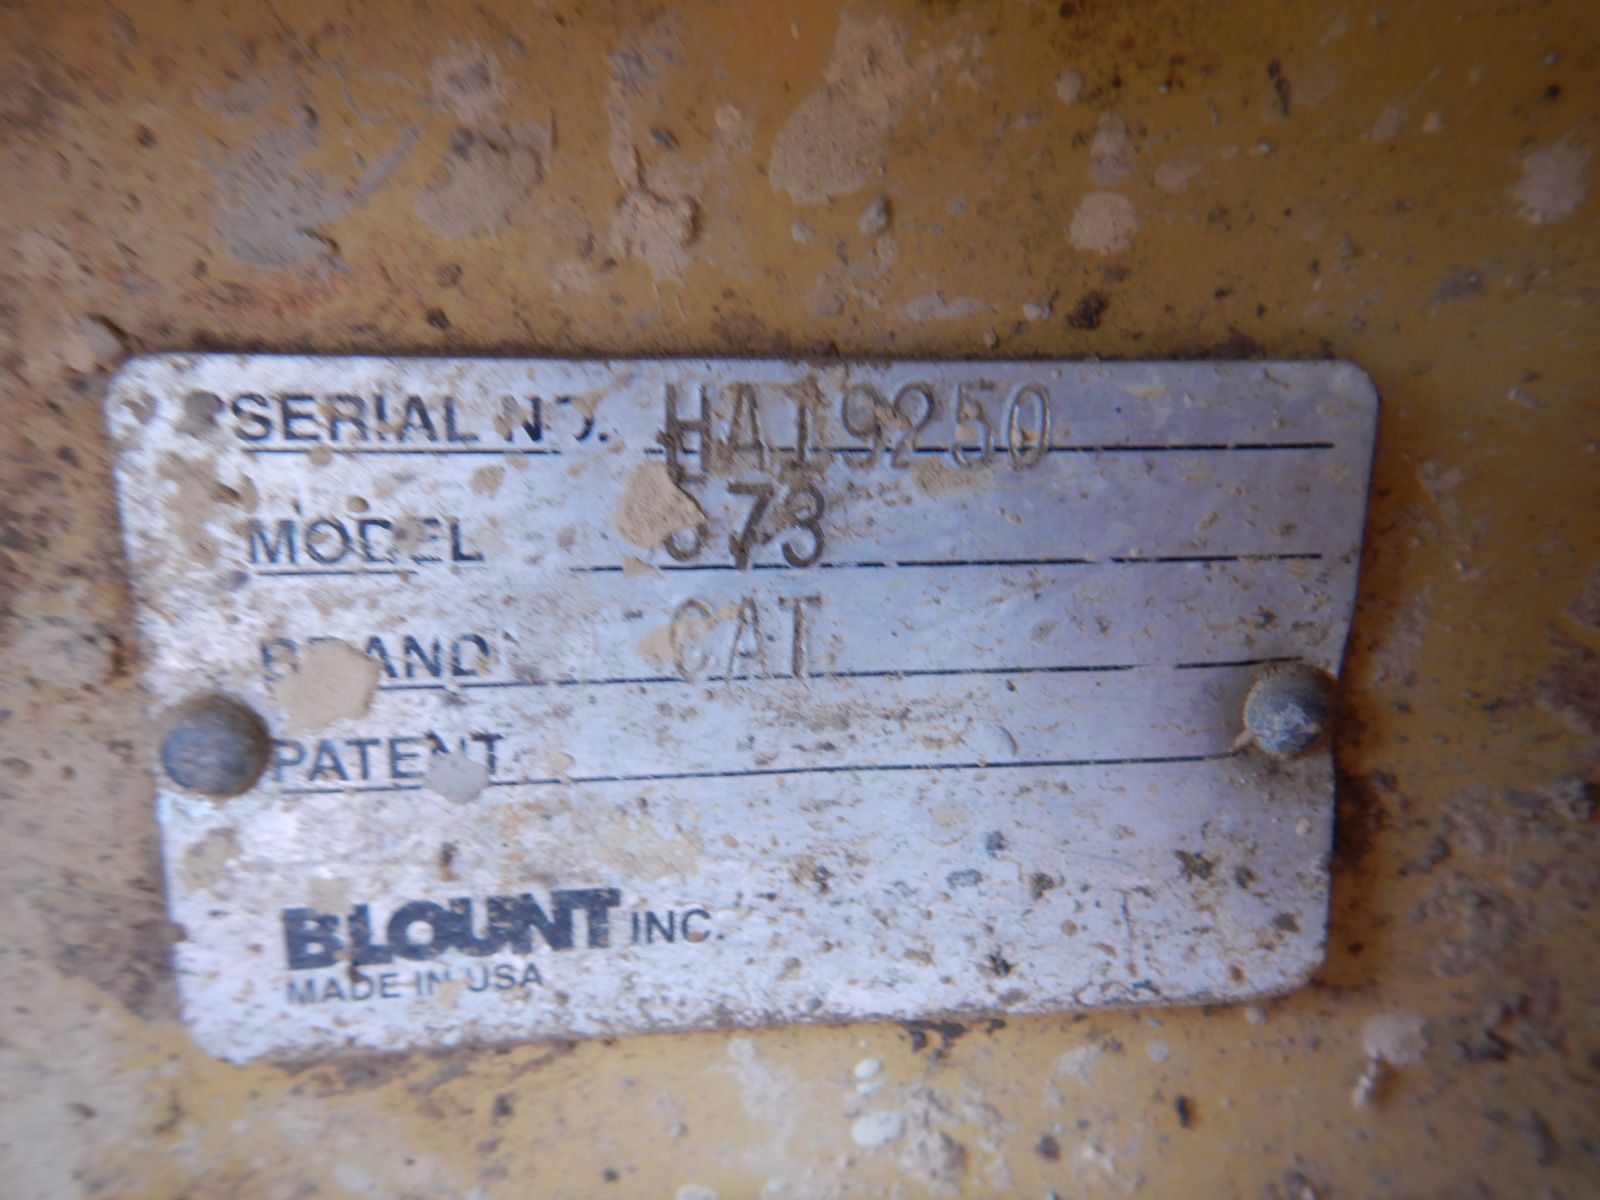 SERIAL NO. HA19250
MODEL 573
BRAND CAT
PATENT
BLOUNT INC.
MADE IN USA